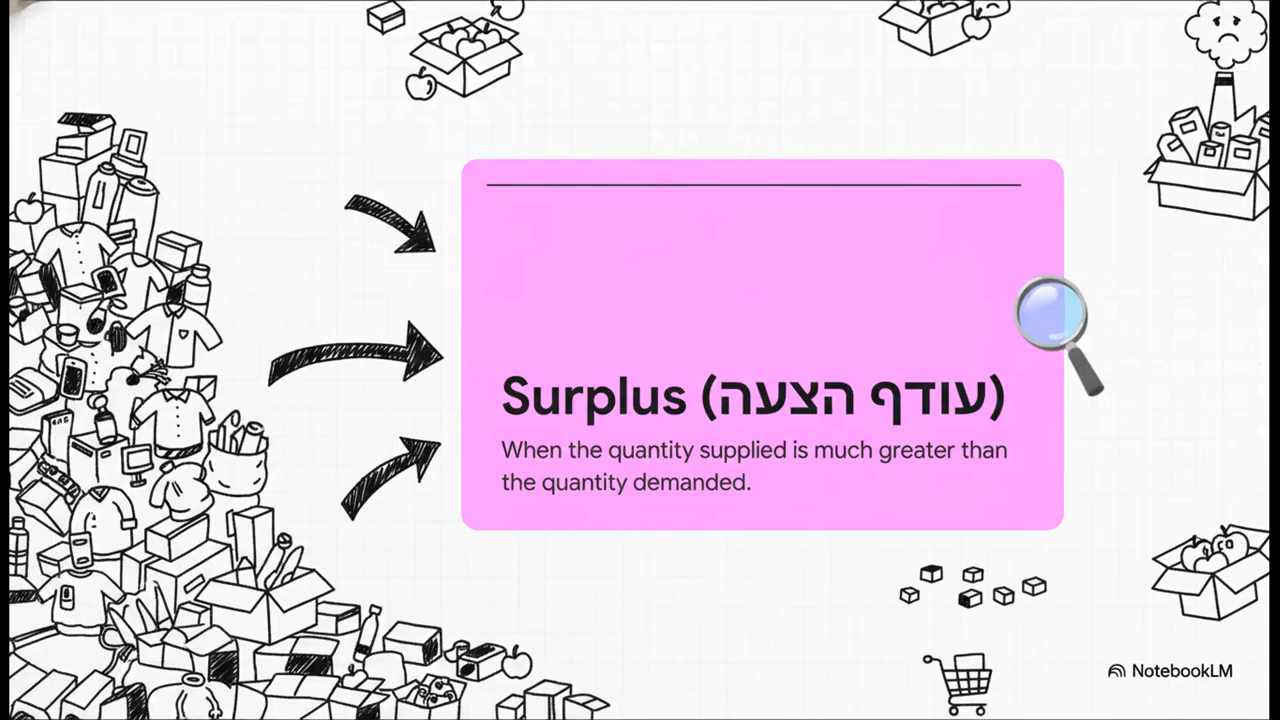 Surplus (עודף הצעה)
When the quantity supplied is much greater than
the quantity demanded.
NotebookLM